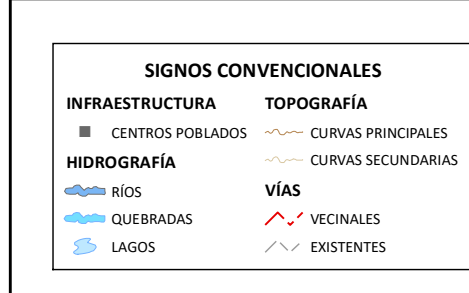 SIGNOS CONVENCIONALES
INFRAESTRUCTURA
CENTROS POBLADOS
HIDROGRAFÍA
RÍOS
QUEBRADAS
LAGOS
TOPOGRAFÍA
CURVAS PRINCIPALES
CURVAS SECUNDARIAS
VÍAS
VECINALES
EXISTENTES